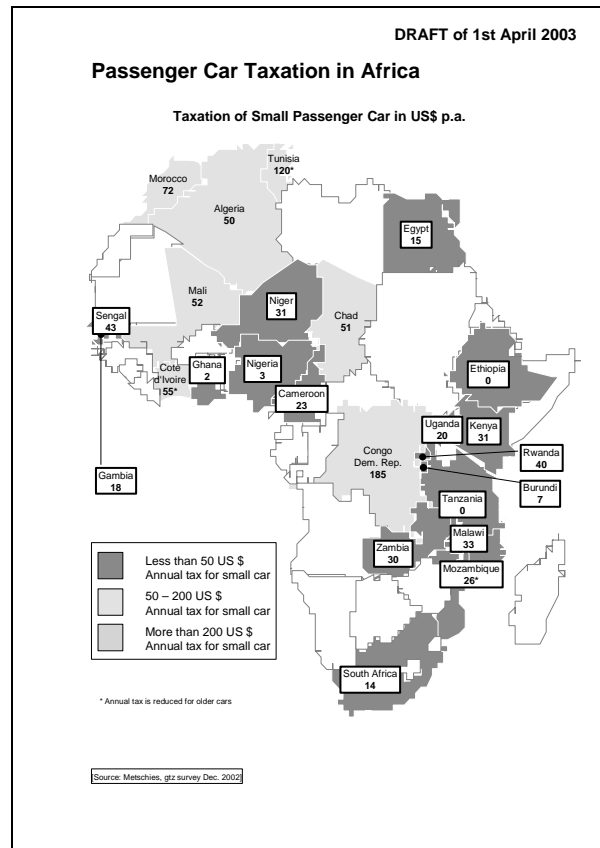 DRAFT of 1st April 2003
Passenger Car Taxation in Africa
Taxation of Small Passenger Car in US$ p.a.
Tunisia
120*
Morocco
72
Algeria
50
Egypt
15
Mali
52
Niger
31
Chad
51
Sengal
43
Cote
d'Ivoire
55*
Ghana
2
Nigeria
3
Cameroon
23
Ethiopia
0
Uganda
20
Kenya
31
Congo
Dem. Rep.
185
Rwanda
40
Burundi
7
Gambia
18
Tanzania
0
Malawi
33
Zambia
30
Mozambique
26*
South Africa
14
Less than 50 US $
Annual tax for small car
50 – 200 US $
Annual tax for small car
More than 200 US $
Annual tax for small car
* Annual tax is reduced for older cars
[Source: Metschies, gtz survey Dec. 2002]